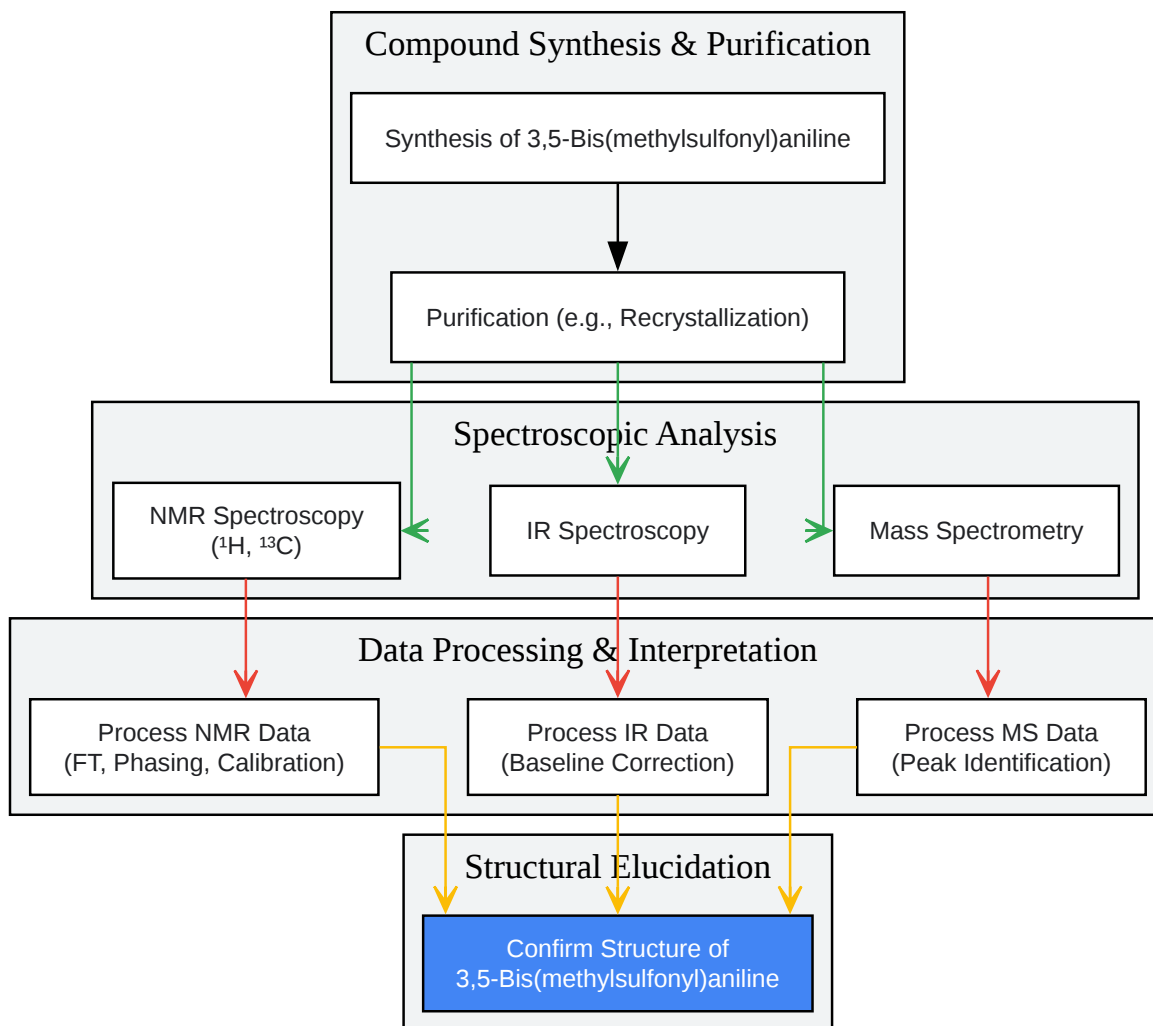 Compound Synthesis & Purification
Synthesis of 3,5-Bis(methylsulfonyl)aniline
Purification (e.g., Recrystallization)
Spectroscopic Analysis
NMR Spectroscopy
(¹H, ¹³C)
IR Spectroscopy
Mass Spectrometry
Data Processing & Interpretation
Process NMR Data
(FT, Phasing, Calibration)
Process IR Data
(Baseline Correction)
Process MS Data
(Peak Identification)
Structural Elucidation
Confirm Structure of
3,5-Bis(methylsulfonyl)aniline